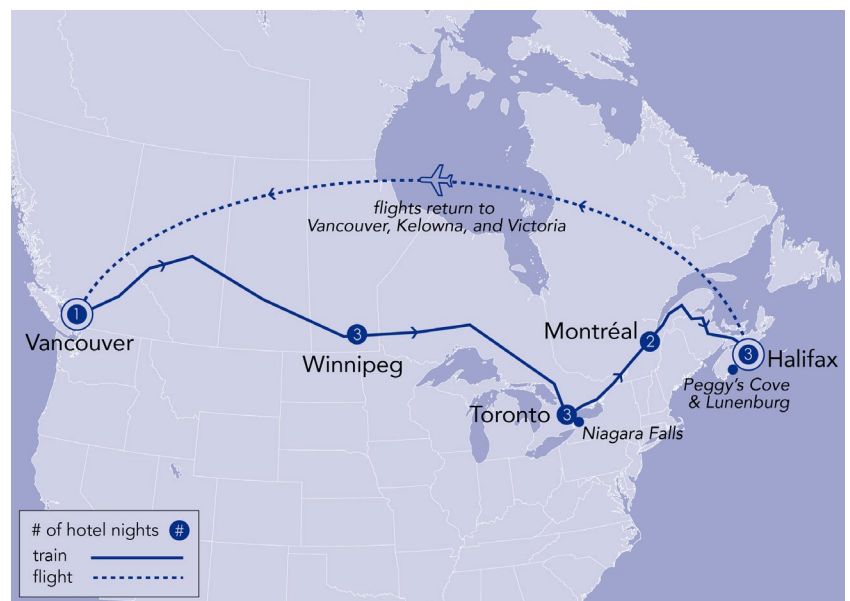 flights return to
Vancouver, Kelowna, and Victoria
1
Vancouver
3
Winnipeg
Montréal
2
3
Halifax
Peggy's Cove
& Lunenburg
Toronto
3
Niagara Falls
# of hotel nights #
train
flight